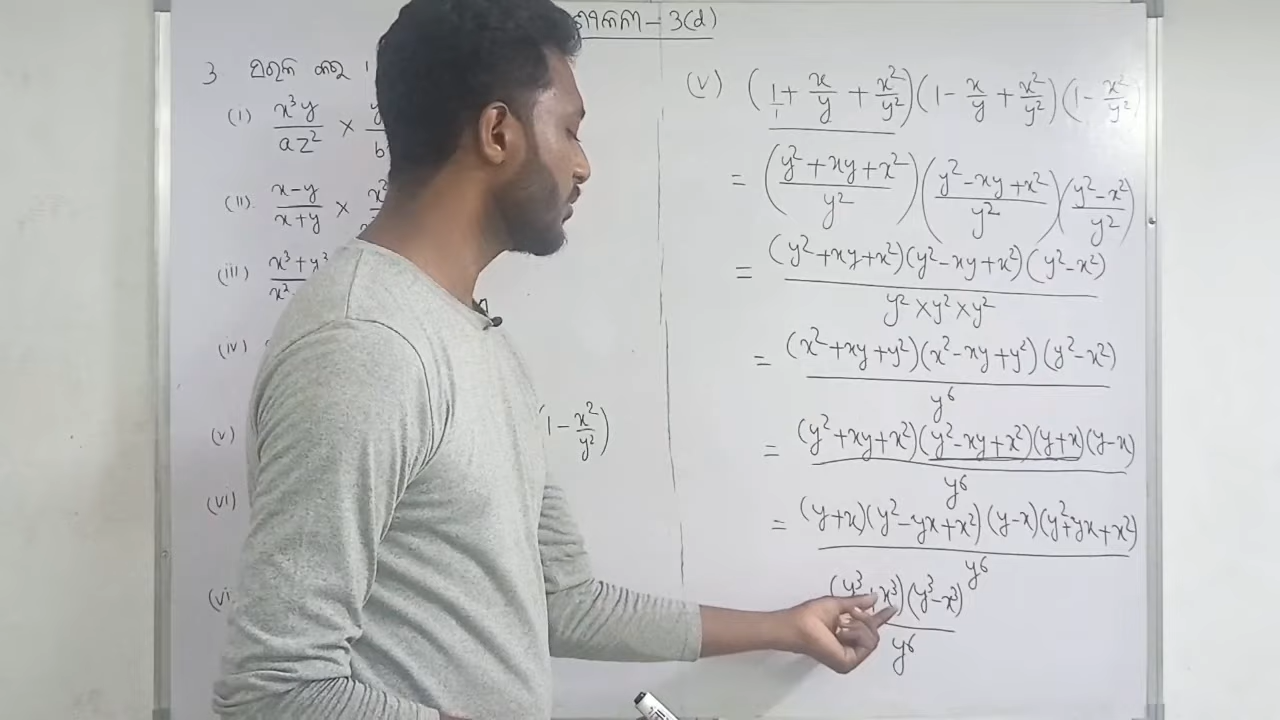 3(d)
3 ସରଳ କର ।
(i) x³y/az² × y/b
(ii). x-y/x+y × x²
(iii) x³+y³/x²-
(iv)
(v) (1-x²/y²)
(vi)
(v) (1/1+x/y+x²/y²)(1-x/y+x²/y²)(1-x²/y²)
= (y²+xy+x²/y²)(y²-xy+x²/y²)(y²-x²/y²)
= (y²+xy+x²)(y²-xy+x²)(y²-x²)/y²×y²×y²
= (x²+xy+y²)(x²-xy+y²)(y²-x²)/y⁶
= (y²+xy+x²)(y²-xy+x²)(y+x)(y-x)/y⁶
= (y+x)(y²-yx+x²)(y-x)(y²+yx+x²)/y⁶
(y³+x³)(y³-x³)/y⁶